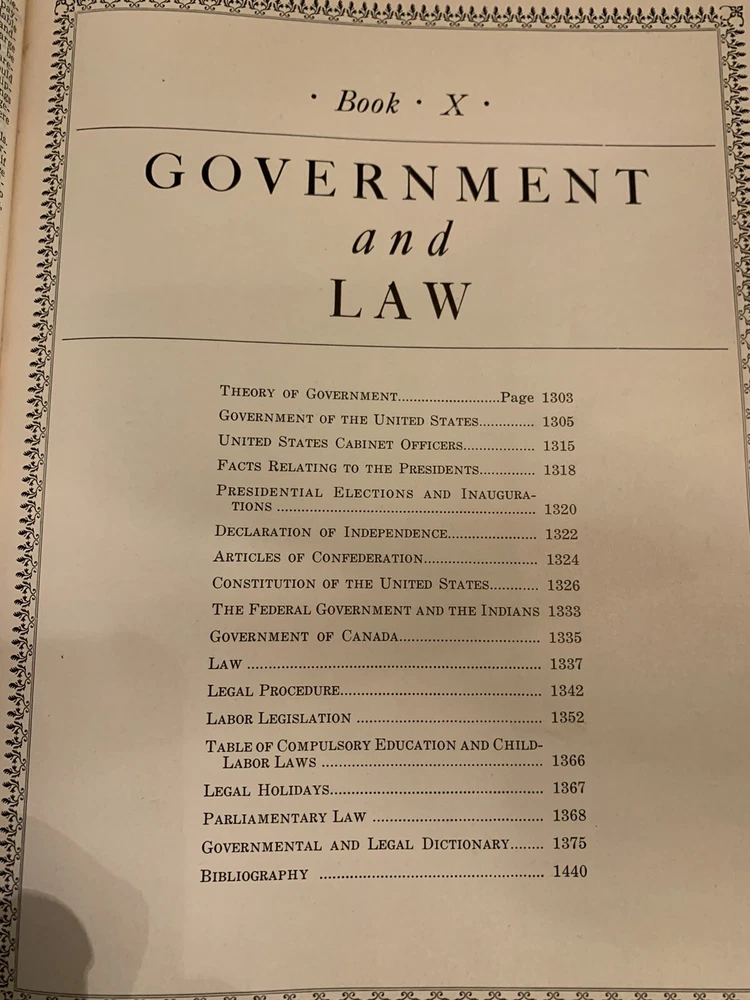 · Book · X ·
GOVERNMENT
and
LAW
THEORY OF GOVERNMENT..........................Page 1303
GOVERNMENT OF THE UNITED STATES.............. 1305
UNITED STATES CABINET OFFICERS.................. 1315
FACTS RELATING TO THE PRESIDENTS.............. 1318
PRESIDENTIAL ELECTIONS AND INAUGURA-
TIONS .................................................................. 1320
DECLARATION OF INDEPENDENCE....................... 1322
ARTICLES OF CONFEDERATION............................. 1324
CONSTITUTION OF THE UNITED STATES............ 1326
THE FEDERAL GOVERNMENT AND THE INDIANS 1333
GOVERNMENT OF CANADA.................................... 1335
LAW .......................................................................... 1337
LEGAL PROCEDURE................................................... 1342
LABOR LEGISLATION ............................................... 1352
TABLE OF COMPULSORY EDUCATION AND CHILD-
LABOR LAWS ........................................................ 1366
LEGAL HOLIDAYS...................................................... 1367
PARLIAMENTARY LAW ........................................... 1368
GOVERNMENTAL AND LEGAL DICTIONARY........ 1375
BIBLIOGRAPHY ......................................................... 1440